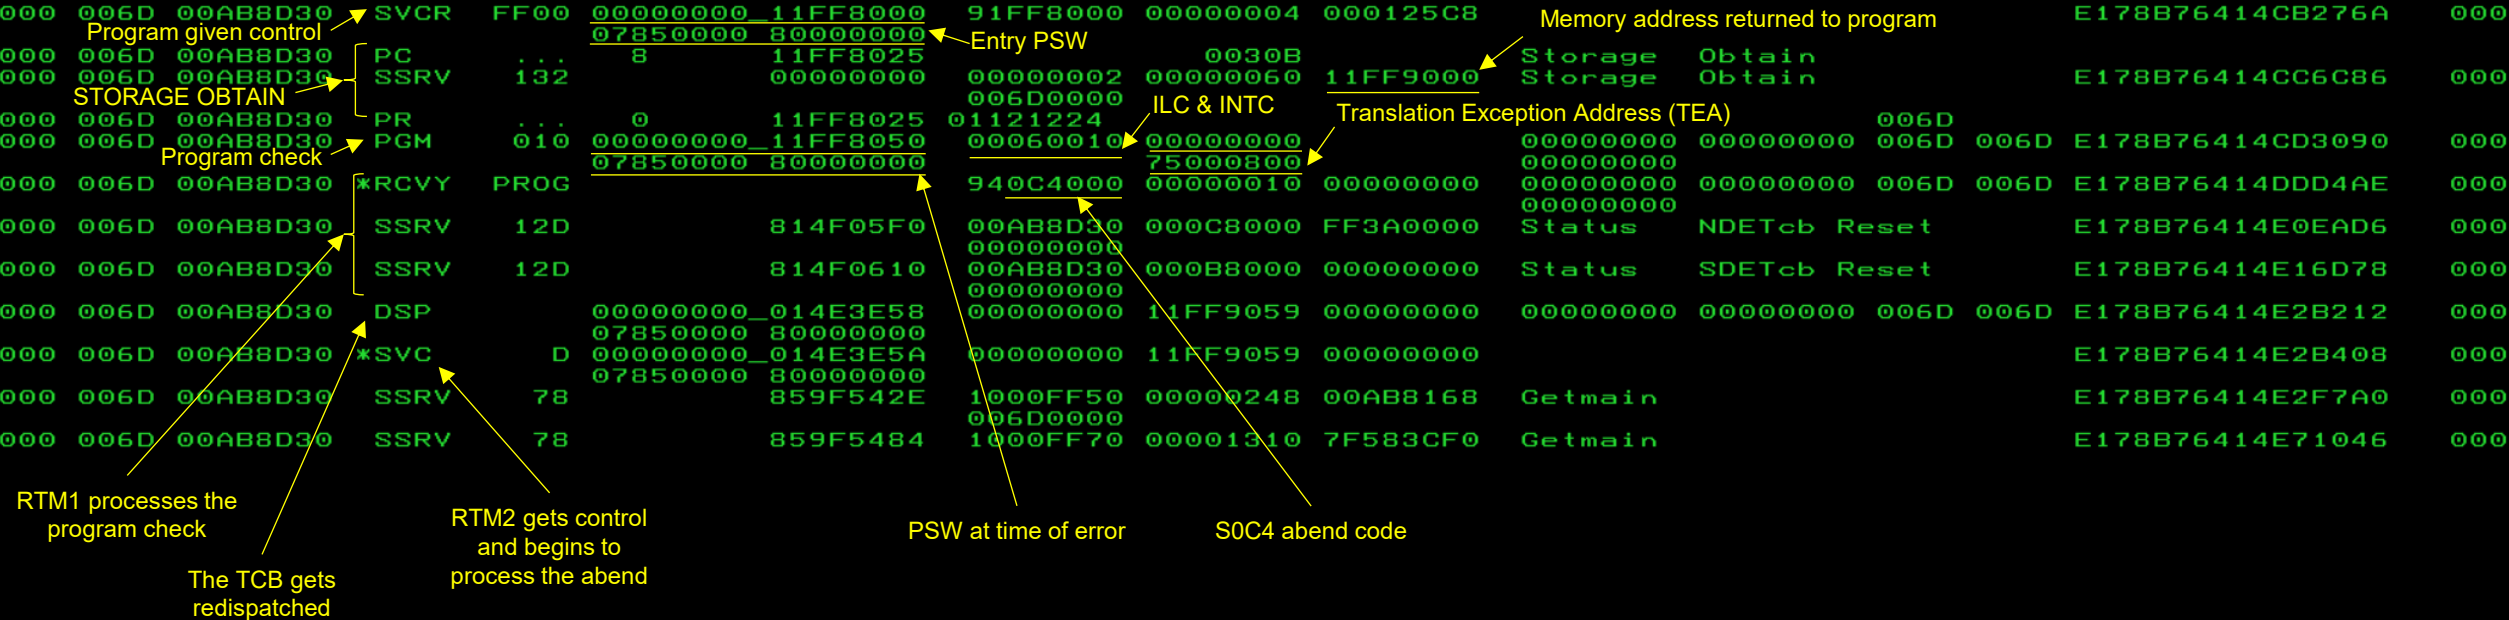 000 006D 00AB8D30 SVCR FF00 00000000_11FF8000 91FF8000 00000004 000125C8 E178B76414CB276A 000
Memory address returned to program
Program given control
07850000 80000000
Entry PSW
000 006D 00AB8D30 PC ... 8 11FF8025 0030B Storage Obtain
000 006D 00AB8D30 SSRV 132 00000000 00000002 00000060 11FF9000 Storage Obtain E178B76414CC6C86 000
STORAGE OBTAIN
006D0000
ILC & INTC
Translation Exception Address (TEA)
000 006D 00AB8D30 PR ... 0 11FF8025 01121224 006D
000 006D 00AB8D30 PGM 010 00000000_11FF8050 00060010 00000000 00000000 00000000 006D 006D E178B76414CD3090 000
Program check
07850000 80000000 75000800 00000000
000 006D 00AB8D30 *RCVY PROG 940C4000 00000010 00000000 00000000 00000000 006D 006D E178B76414DDD4AE 000
00000000
000 006D 00AB8D30 SSRV 12D 814F05F0 00AB8D30 000C8000 FF3A0000 Status NDETcb Reset E178B76414E0EAD6 000
00000000
000 006D 00AB8D30 SSRV 12D 814F0610 00AB8D30 000B8000 00000000 Status SDETcb Reset E178B76414E16D78 000
00000000
000 006D 00AB8D30 DSP 00000000_014E3E58 00000000 11FF9059 00000000 00000000 00000000 006D 006D E178B76414E2B212 000
07850000 80000000
000 006D 00AB8D30 *SVC D 00000000_014E3E5A 00000000 11FF9059 00000000 E178B76414E2B408 000
07850000 80000000
000 006D 00AB8D30 SSRV 78 859F542E 1000FF50 00000248 00AB8168 Getmain E178B76414E2F7A0 000
006D0000
000 006D 00AB8D30 SSRV 78 859F5484 1000FF70 00001310 7F583CF0 Getmain E178B76414E71046 000
RTM1 processes the
program check
RTM2 gets control
and begins to
process the abend
PSW at time of error
S0C4 abend code
The TCB gets
redispatched